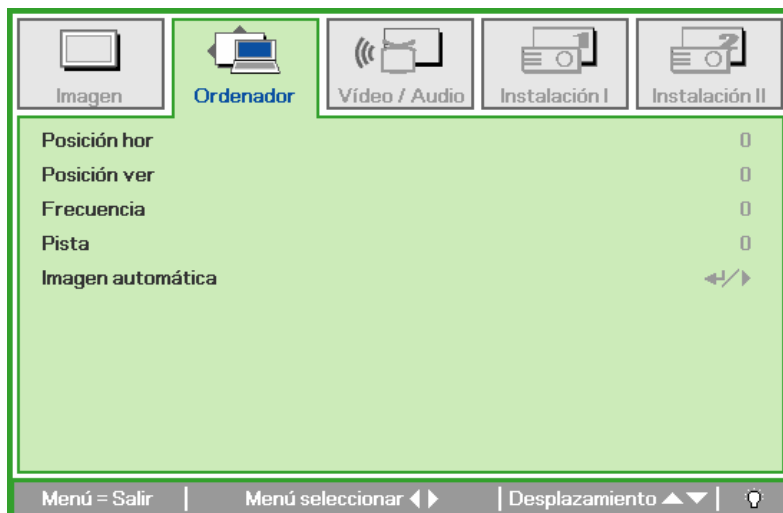 Imagen
Ordenador
Vídeo / Audio
Instalación I
Instalación II
Posición hor 0
Posición ver 0
Frecuencia 0
Pista 0
Imagen automática
Menú = Salir | Menú seleccionar | Desplazamiento |